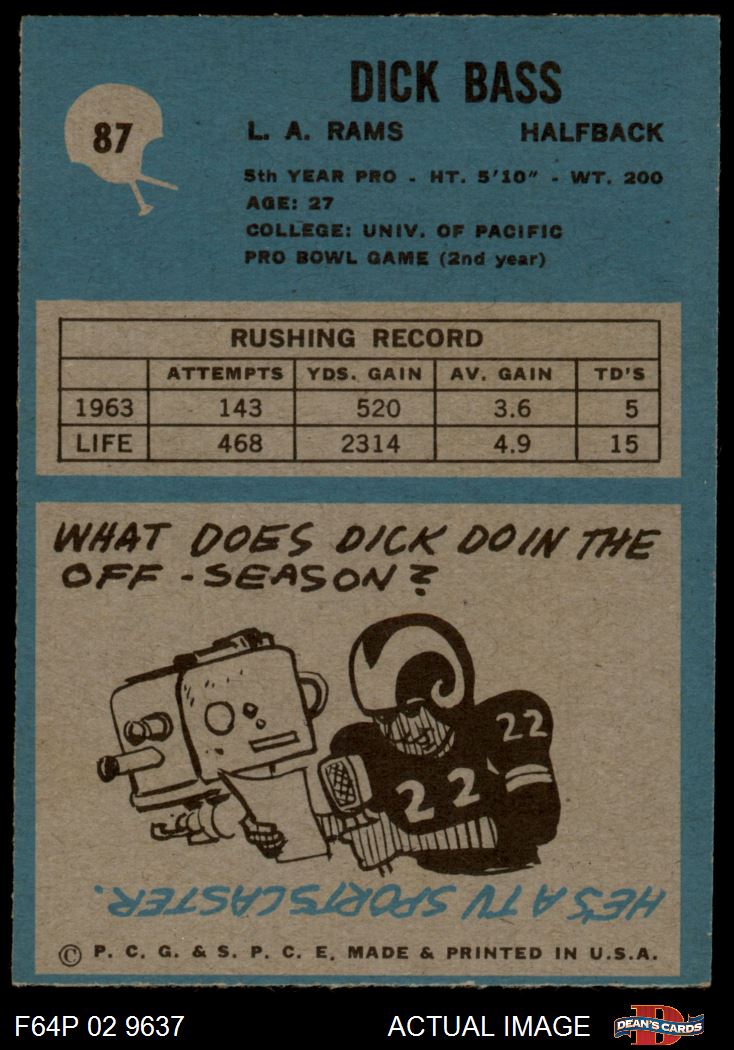 DICK BASS
87
L. A. RAMS HALFBACK
5th YEAR PRO - HT. 5'10" - WT. 200
AGE: 27
COLLEGE: UNIV. OF PACIFIC
PRO BOWL GAME (2nd year)
RUSHING RECORD
ATTEMPTS YDS. GAIN AV. GAIN TD'S
1963 143 520 3.6 5
LIFE 468 2314 4.9 15
WHAT DOES DICK DO IN THE
OFF-SEASON?
22
22
HE'S A TV SPORTSCASTER.
© P. C. G. & S. P. C. E. MADE & PRINTED IN U.S.A.
F64P 02 9637 ACTUAL IMAGE
D
DEAN'S CARDS